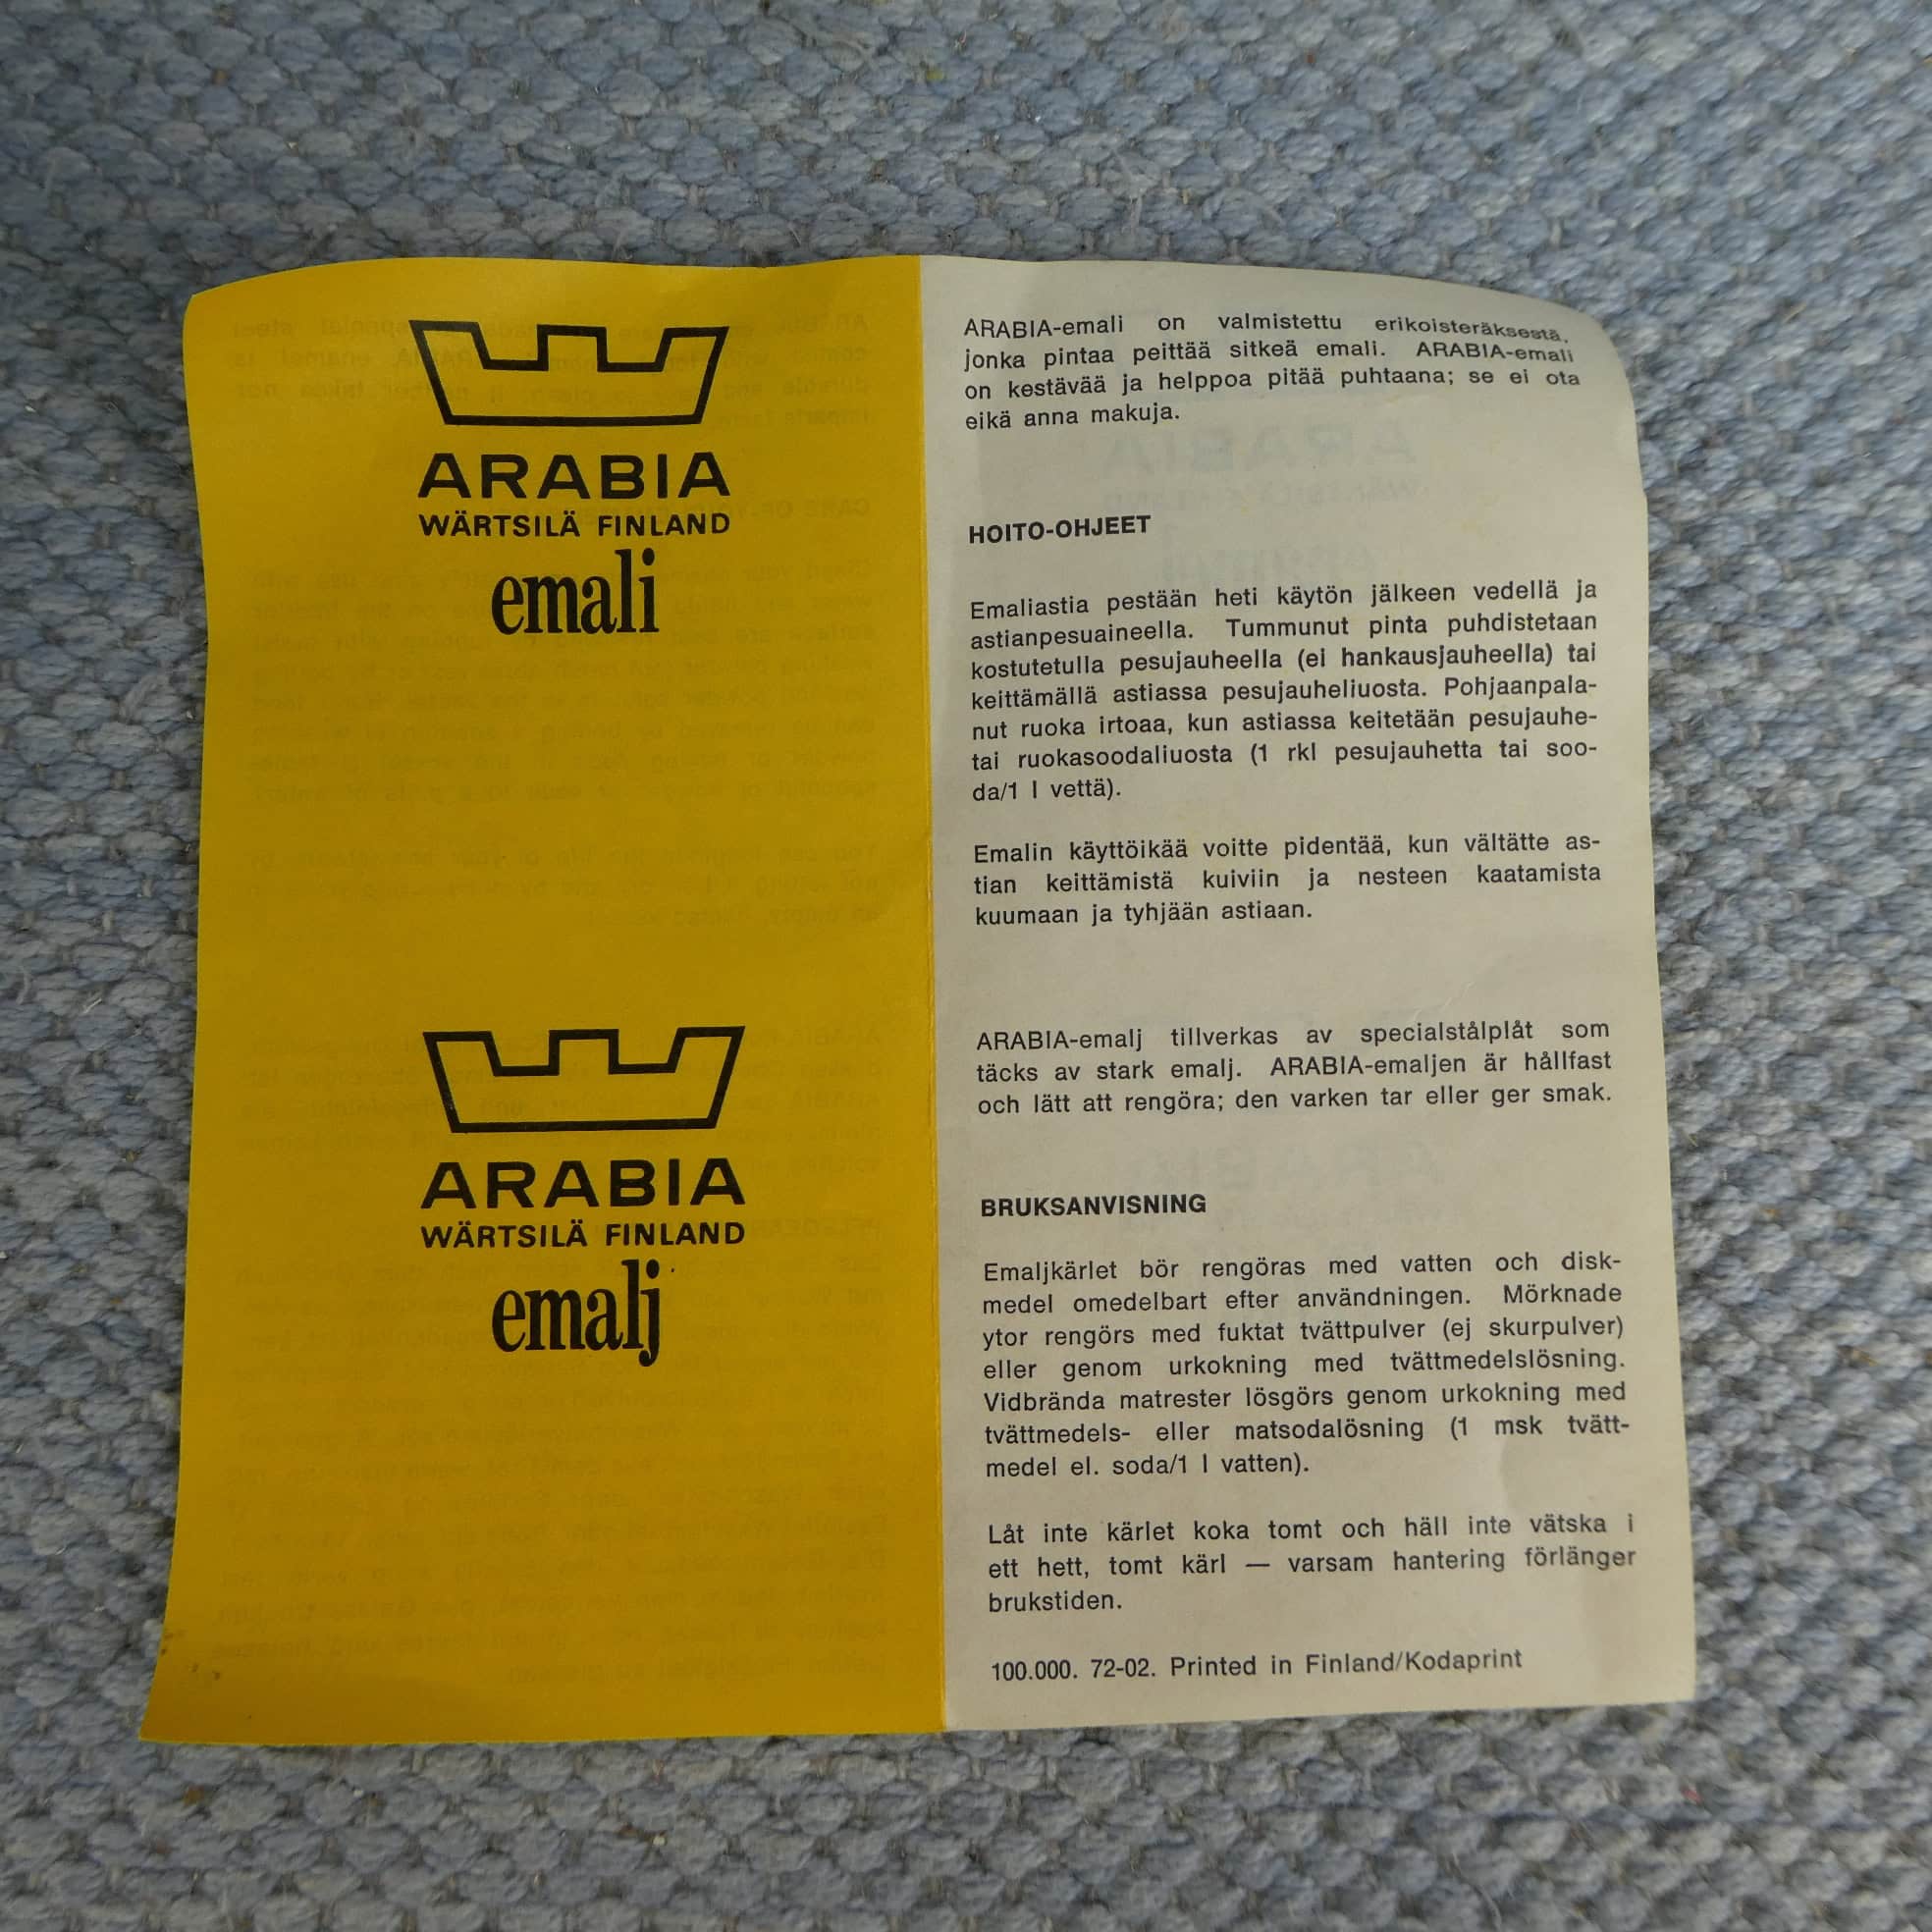 ARABIA
WÄRTSILÄ FINLAND
emali
ARABIA
WÄRTSILÄ FINLAND
emalj
ARABIA-emali on valmistettu erikoisteräksestä,
jonka pintaa peittää sitkeä emali. ARABIA-emali
on kestävää ja helppoa pitää puhtaana; se ei ota
eikä anna makuja.
HOITO-OHJEET
Emaliastia pestään heti käytön jälkeen vedellä ja
astianpesuaineella. Tummunut pinta puhdistetaan
kostutetulla pesujauheella (ei hankausjauheella) tai
keittämällä astiassa pesujauheliuosta. Pohjaanpala-
nut ruoka irtoaa, kun astiassa keitetään pesujauhe-
tai ruokasoodaliuosta (1 rkl pesujauhetta tai soo-
da/1 l vettä).
Emalin käyttöikää voitte pidentää, kun vältätte as-
tian keittämistä kuiviin ja nesteen kaatamista
kuumaan ja tyhjään astiaan.
ARABIA-emalj tillverkas av specialstålplåt som
täcks av stark emalj. ARABIA-emaljen är hållfast
och lätt att rengöra; den varken tar eller ger smak.
BRUKSANVISNING
Emaljkärlet bör rengöras med vatten och disk-
medel omedelbart efter användningen. Mörknade
ytor rengörs med fuktat tvättpulver (ej skurpulver)
eller genom urkokning med tvättmedelslösning.
Vidbrända matrester lösgörs genom urkokning med
tvättmedels- eller matsodalösning (1 msk tvätt-
medel el. soda/1 l vatten).
Låt inte kärlet koka tomt och häll inte vätska i
ett hett, tomt kärl — varsam hantering förlänger
brukstiden.
100.000. 72-02. Printed in Finland/Kodaprint